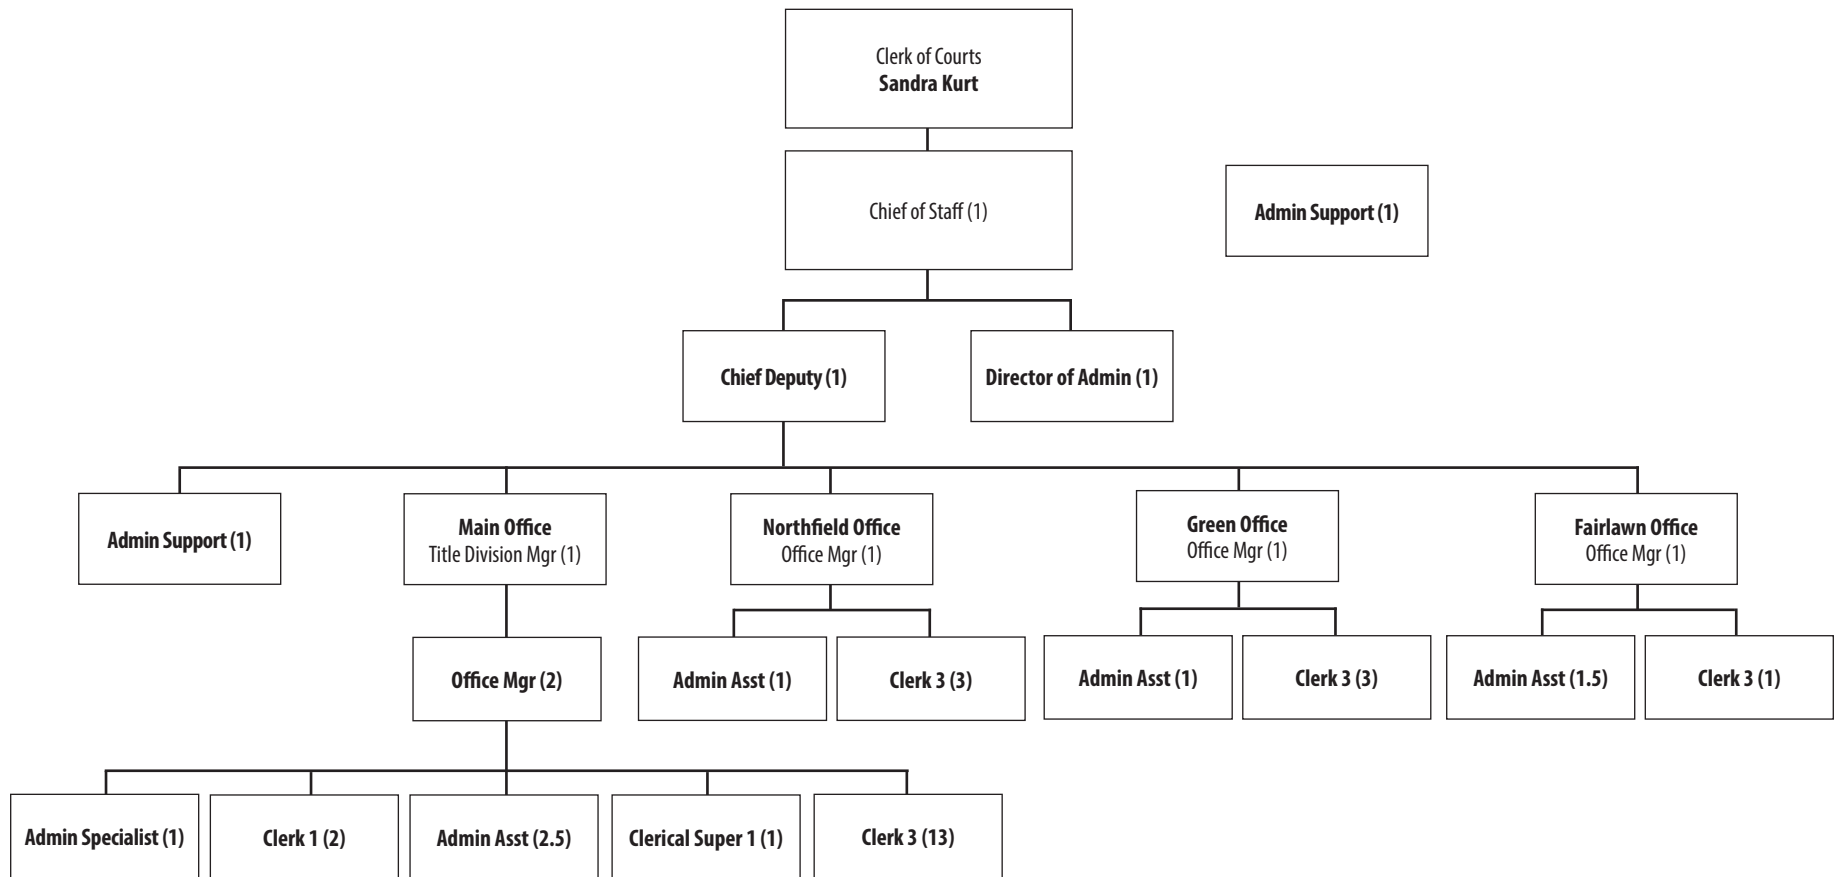 Clerk of Courts
Sandra Kurt
Chief of Staff (1)
Admin Support (1)
Chief Deputy (1)
Director of Admin (1)
Admin Support (1)
Main Office
Title Division Mgr (1)
Northfield Office
Office Mgr (1)
Green Office
Office Mgr (1)
Fairlawn Office
Office Mgr (1)
Office Mgr (2)
Admin Asst (1)
Clerk 3 (3)
Admin Asst (1)
Clerk 3 (3)
Admin Asst (1.5)
Clerk 3 (1)
Admin Specialist (1)
Clerk 1 (2)
Admin Asst (2.5)
Clerical Super 1 (1)
Clerk 3 (13)